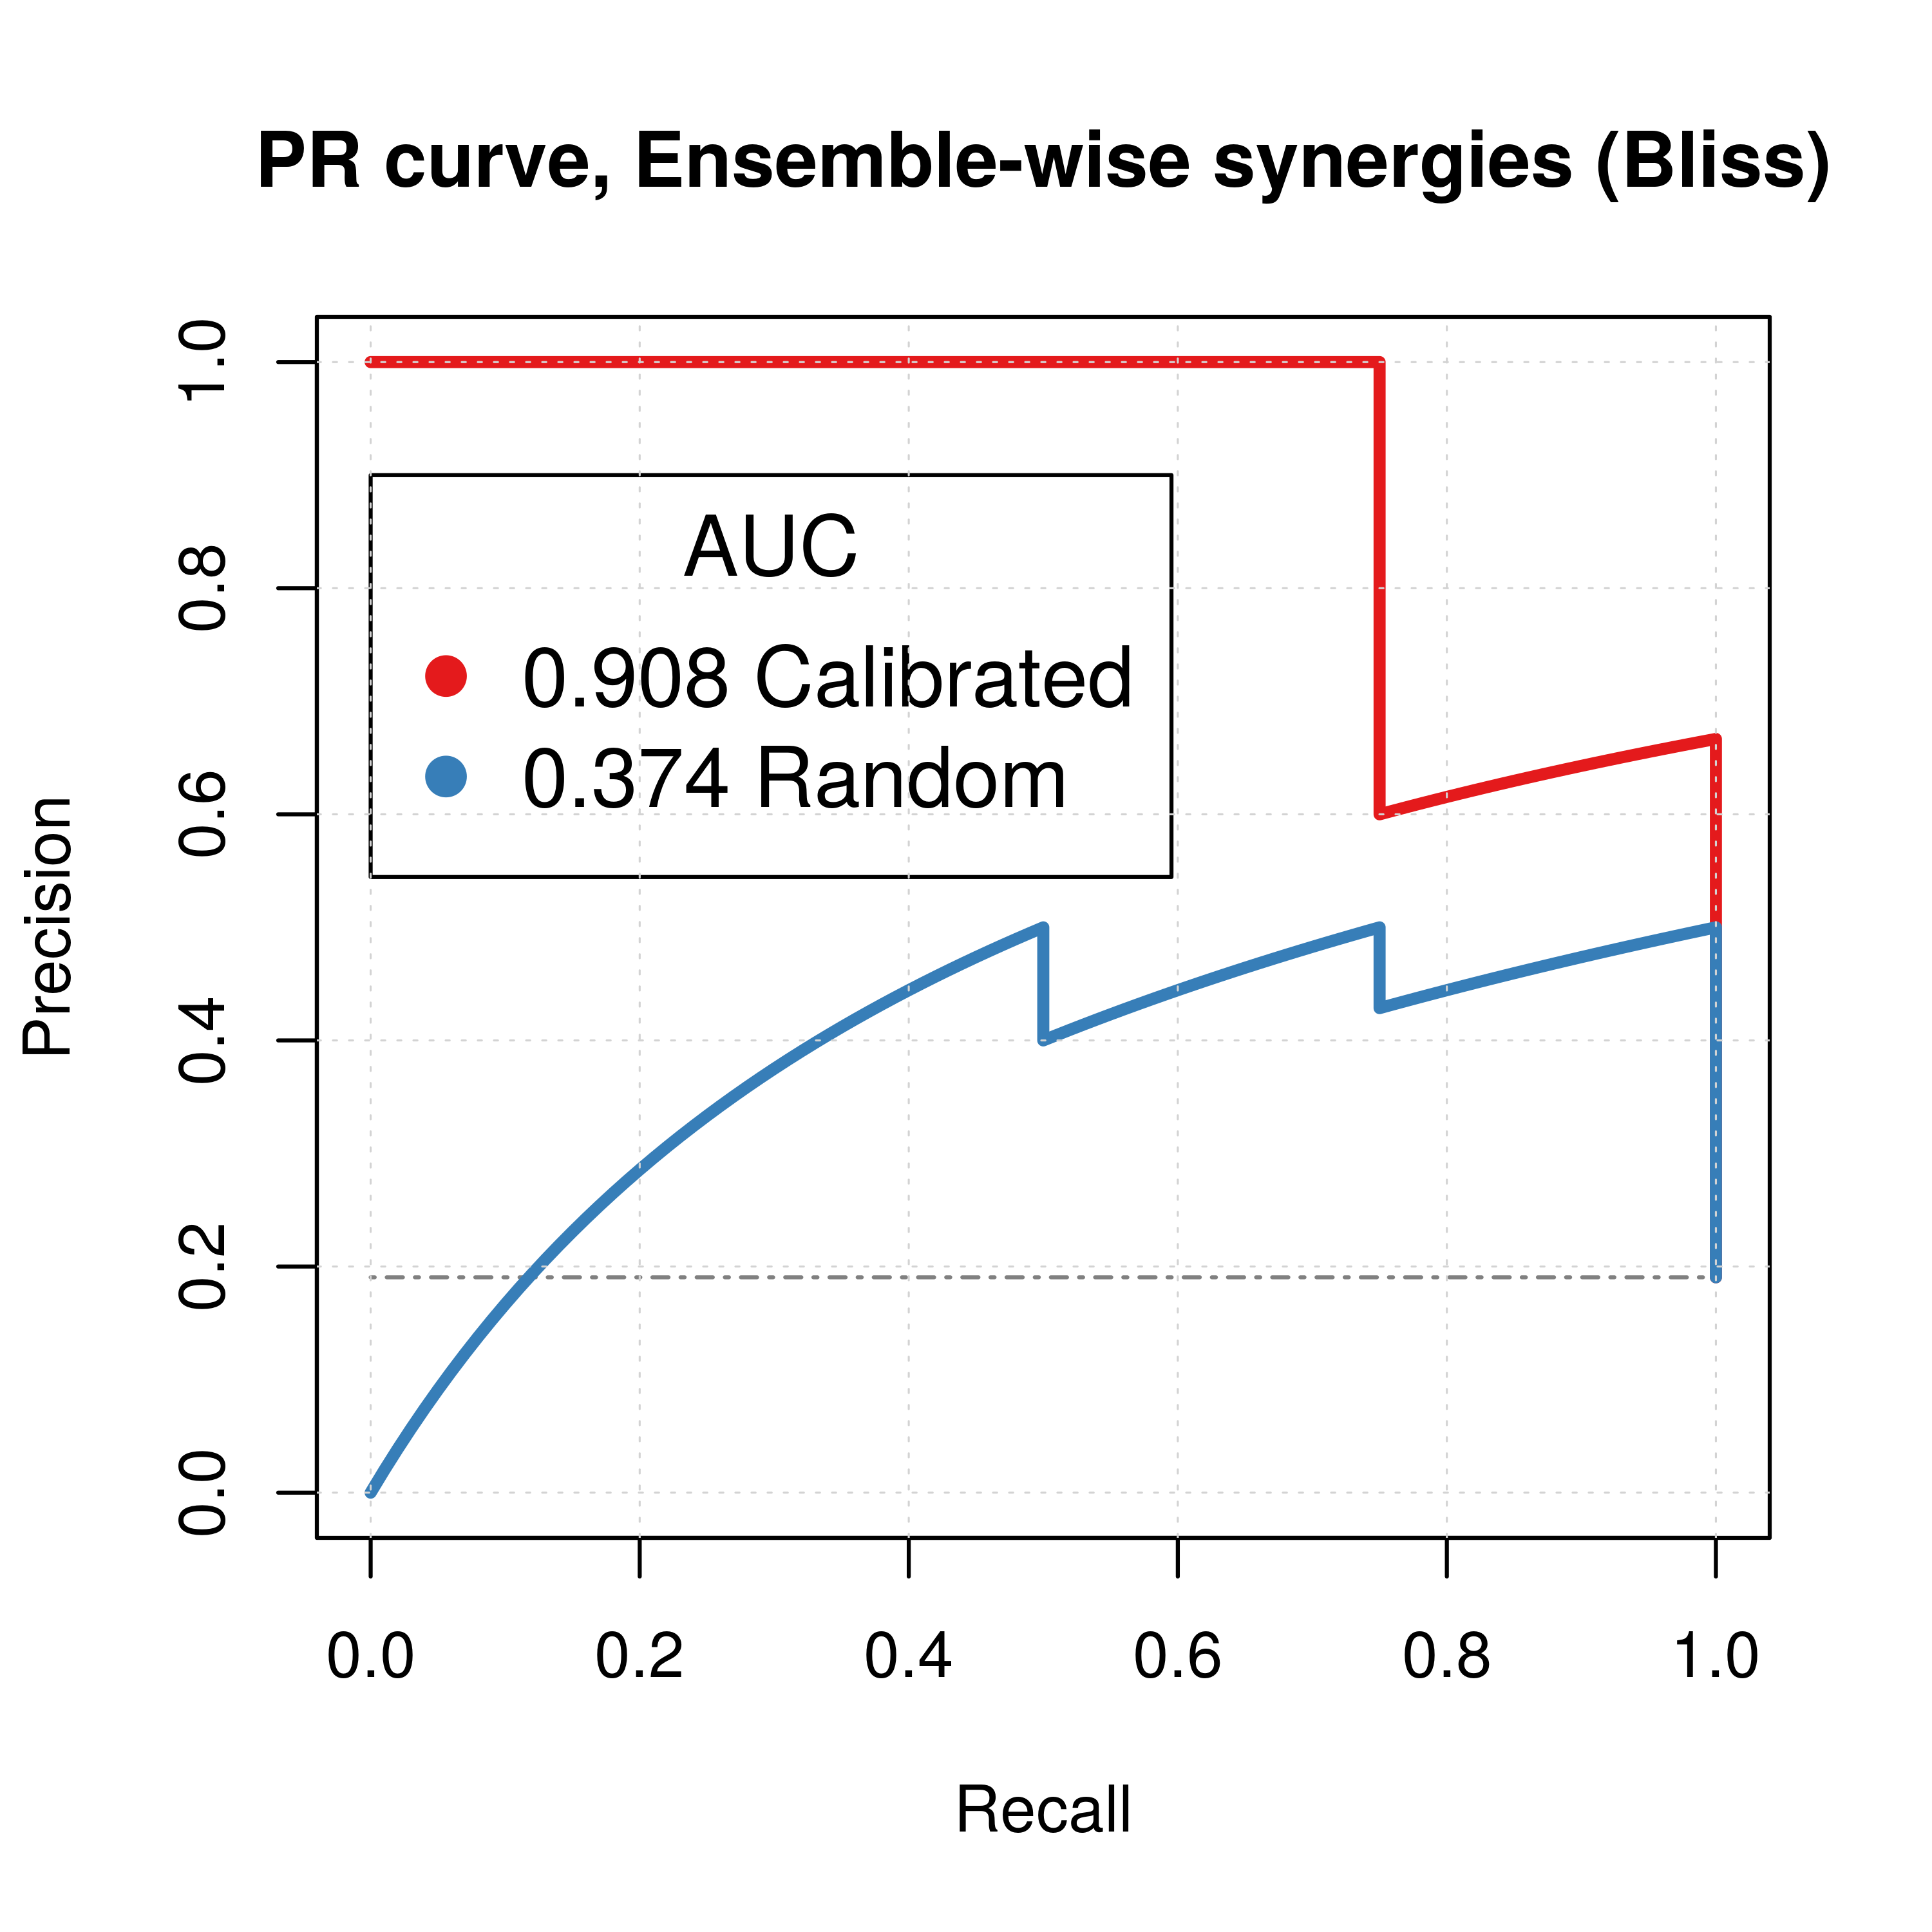 PR curve, Ensemble-wise synergies (Bliss)
Precision
1.0
0.8
0.6
0.4
0.2
0.0
AUC
0.908 Calibrated
0.374 Random
0.0 0.2 0.4 0.6 0.8 1.0
Recall